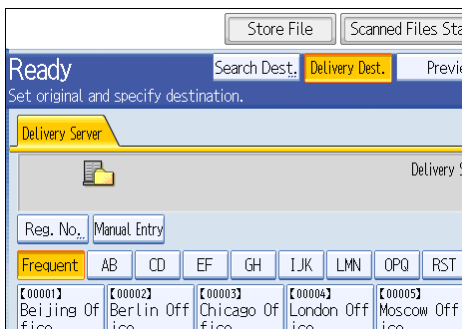 Store File Scanned Files Sta
Ready Search Dest. Delivery Dest. Previe
Set original and specify destination.
Delivery Server
Delivery S
Reg. No. Manual Entry
Frequent AB CD EF GH IJK LMN OPQ RST
【00001】 【00002】 【00003】 【00004】 【00005】
Beijing Of Berlin Off Chicago Of London Off Moscow Off
fice ice fice ice ice